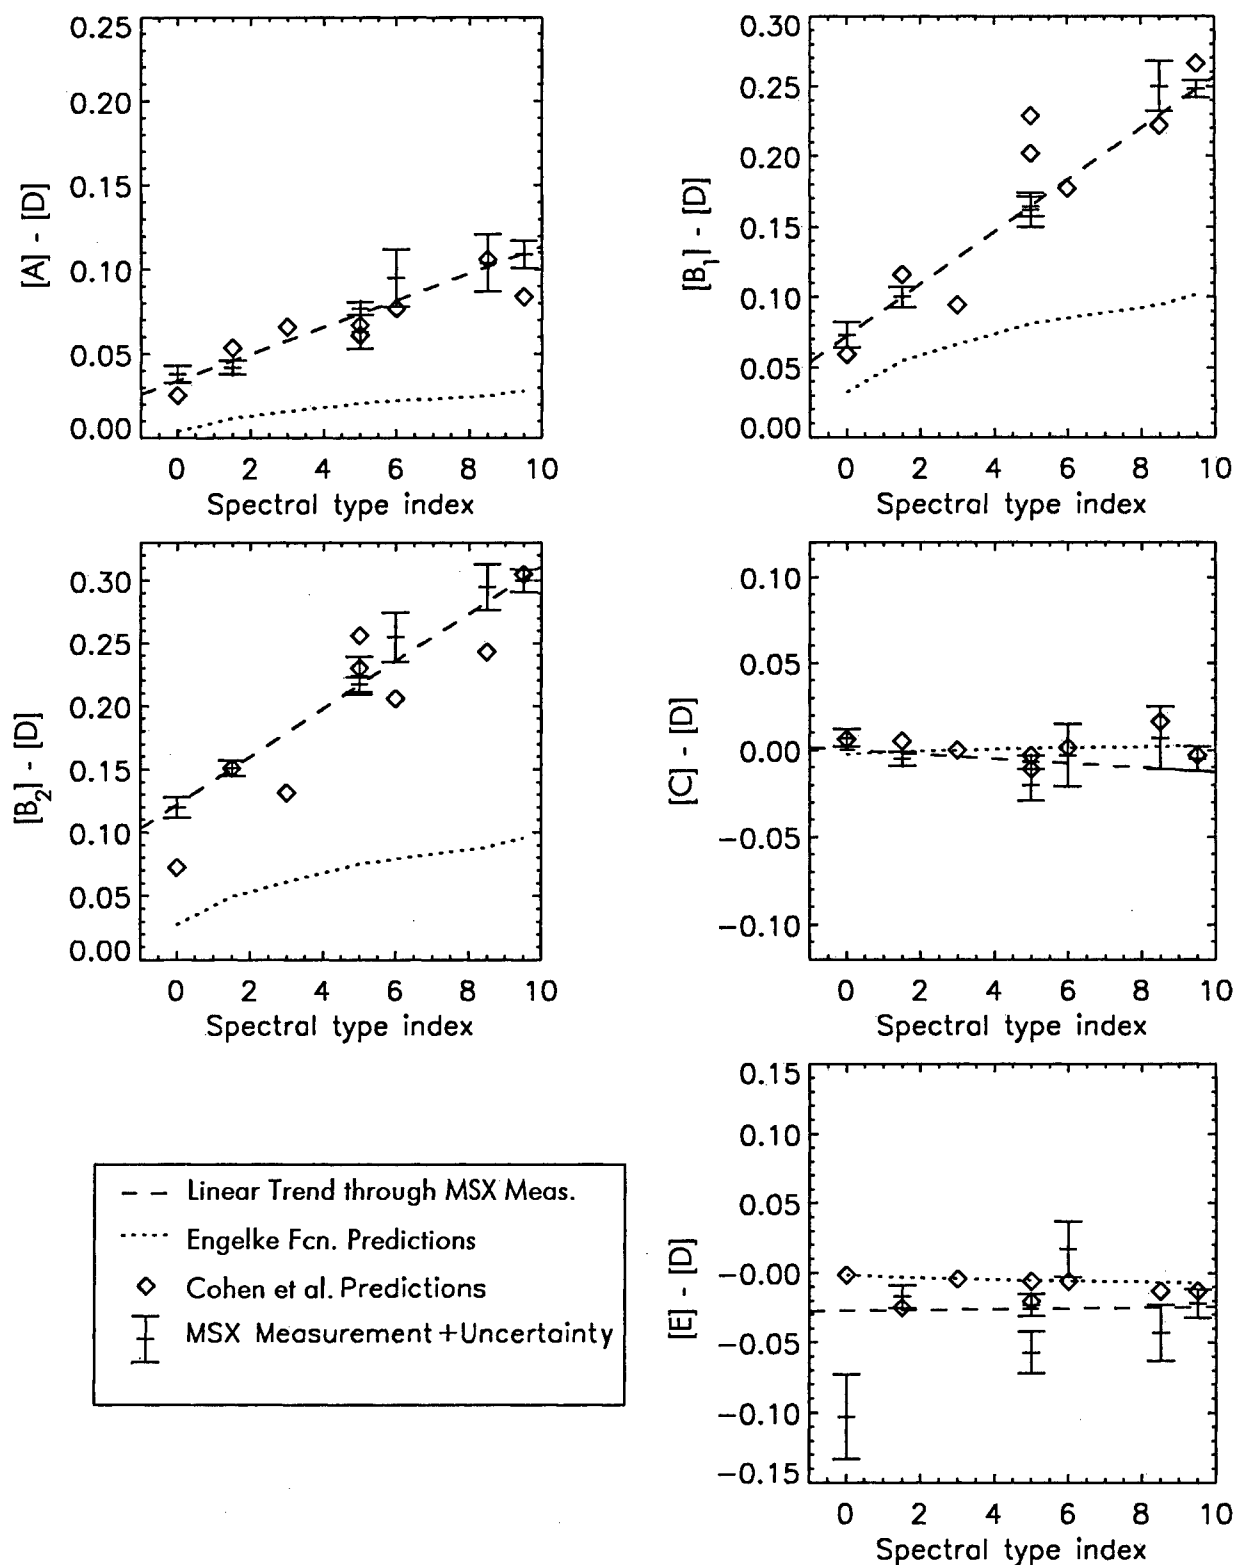 0.25
0.20
0.15
0.10
0.05
0.00
[A] - [D]
0 2 4 6 8 10
Spectral type index
0.30
0.25
0.20
0.15
0.10
0.05
0.00
[B1] - [D]
0 2 4 6 8 10
Spectral type index
0.30
0.25
0.20
0.15
0.10
0.05
0.00
[B2] - [D]
0 2 4 6 8 10
Spectral type index
0.10
0.05
0.00
−0.05
−0.10
[C] - [D]
0 2 4 6 8 10
Spectral type index
Linear Trend through MSX Meas.
Engelke Fcn. Predictions
Cohen et al. Predictions
MSX Measurement+Uncertainty
0.15
0.10
0.05
−0.00
−0.05
−0.10
−0.15
[E] - [D]
0 2 4 6 8 10
Spectral type index